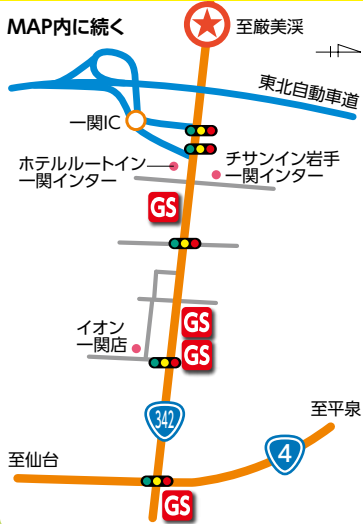 MAP内に続く
至厳美渓
東北自動車道
一関IC
ホテルルートイン
一関インター
チサンイン岩手
一関インター
GS
GS
イオン
一関店
GS
342
至平泉
4
至仙台
GS